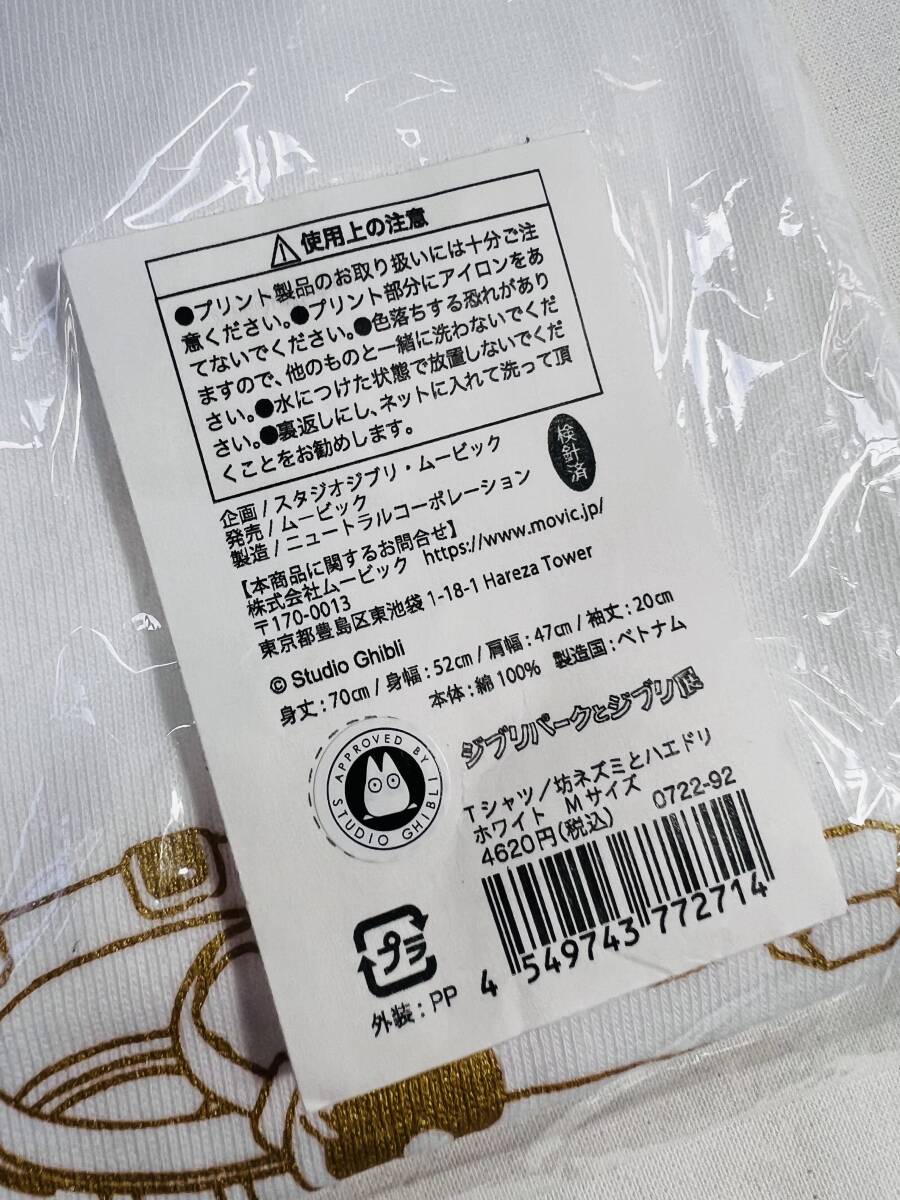 ⚠使用上の注意
●プリント製品のお取り扱いには十分ご注
意ください。●プリント部分にアイロンをあ
てないでください。●色落ちする恐れがあり
ますので、他のものと一緒に洗わないでくだ
さい。●水につけた状態で放置しないでくだ
さい。●裏返しにし、ネットに入れて洗って頂
くことをお勧めします。
検針済
企画/スタジオジブリ・ムービック
発売/ムービック
製造/ニュートラルコーポレーション
【本商品に関するお問合せ】
株式会社ムービック https://www.movic.jp/
〒170-0013
東京都豊島区東池袋 1-18-1 Hareza Tower
© Studio Ghibli
身丈:70㎝/身幅:52㎝/肩幅:47㎝/袖丈:20㎝
本体:綿 100% 製造国:ベトナム
APPROVED BY
STUDIO GHIBLI
ジブリパークとジブリ展
Tシャツ/坊ネズミとハエドリ
ホワイト Mサイズ
4620円(税込) 0722-92
4 549743 772714
プラ
外装:PP